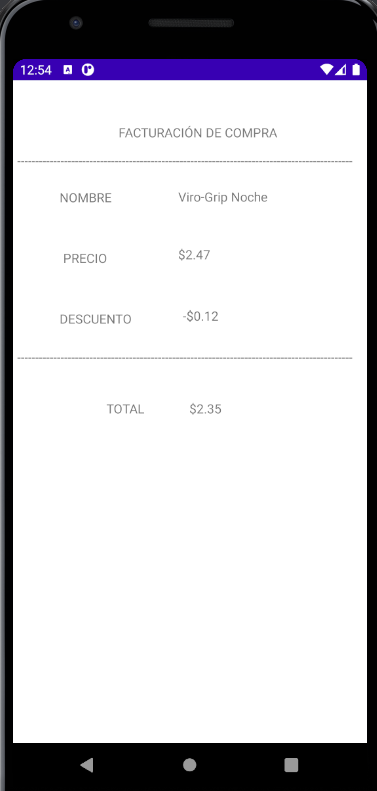 12:54
FACTURACIÓN DE COMPRA
NOMBRE Viro-Grip Noche
PRECIO $2.47
DESCUENTO -$0.12
TOTAL $2.35